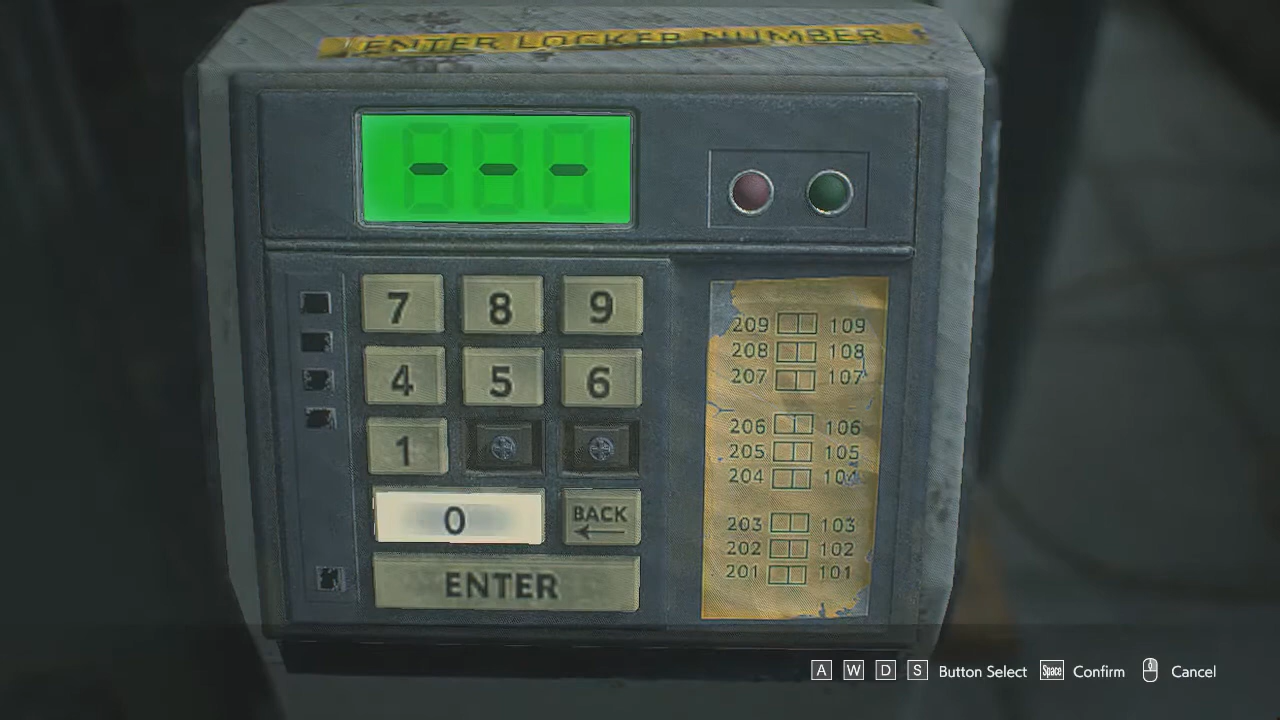 ENTER LOCKER NUMBER
7 8 9
4 5 6
1
0 BACK
ENTER
209 109
208 108
207 107
206 106
205 105
204 104
203 103
202 102
201 101
A W D S Button Select Space Confirm Cancel